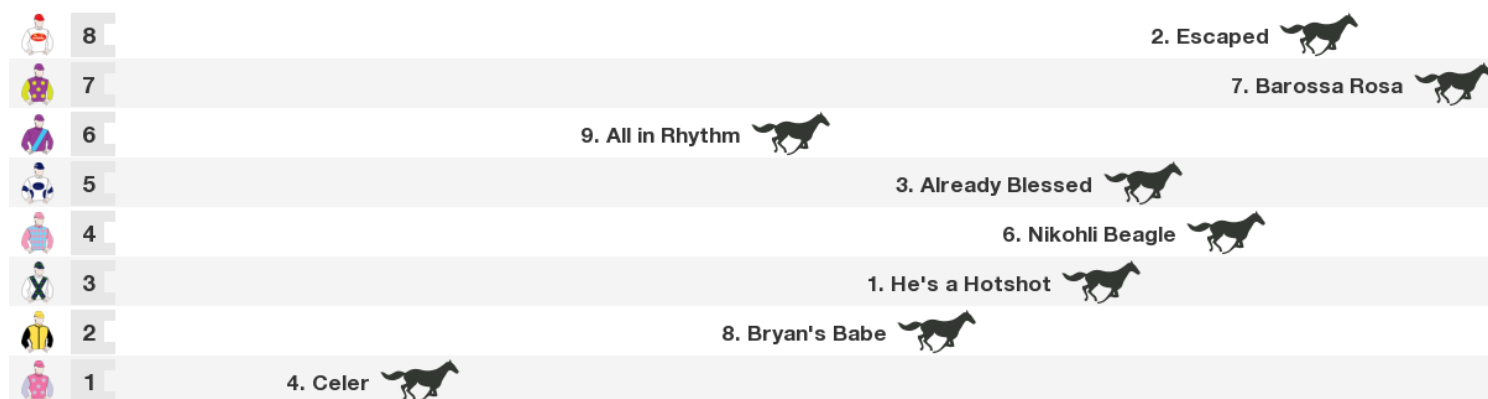 8 2. Escaped
7 7. Barossa Rosa
6 9. All in Rhythm
5 3. Already Blessed
4 6. Nikohli Beagle
3 1. He's a Hotshot
2 8. Bryan's Babe
1 4. Celer